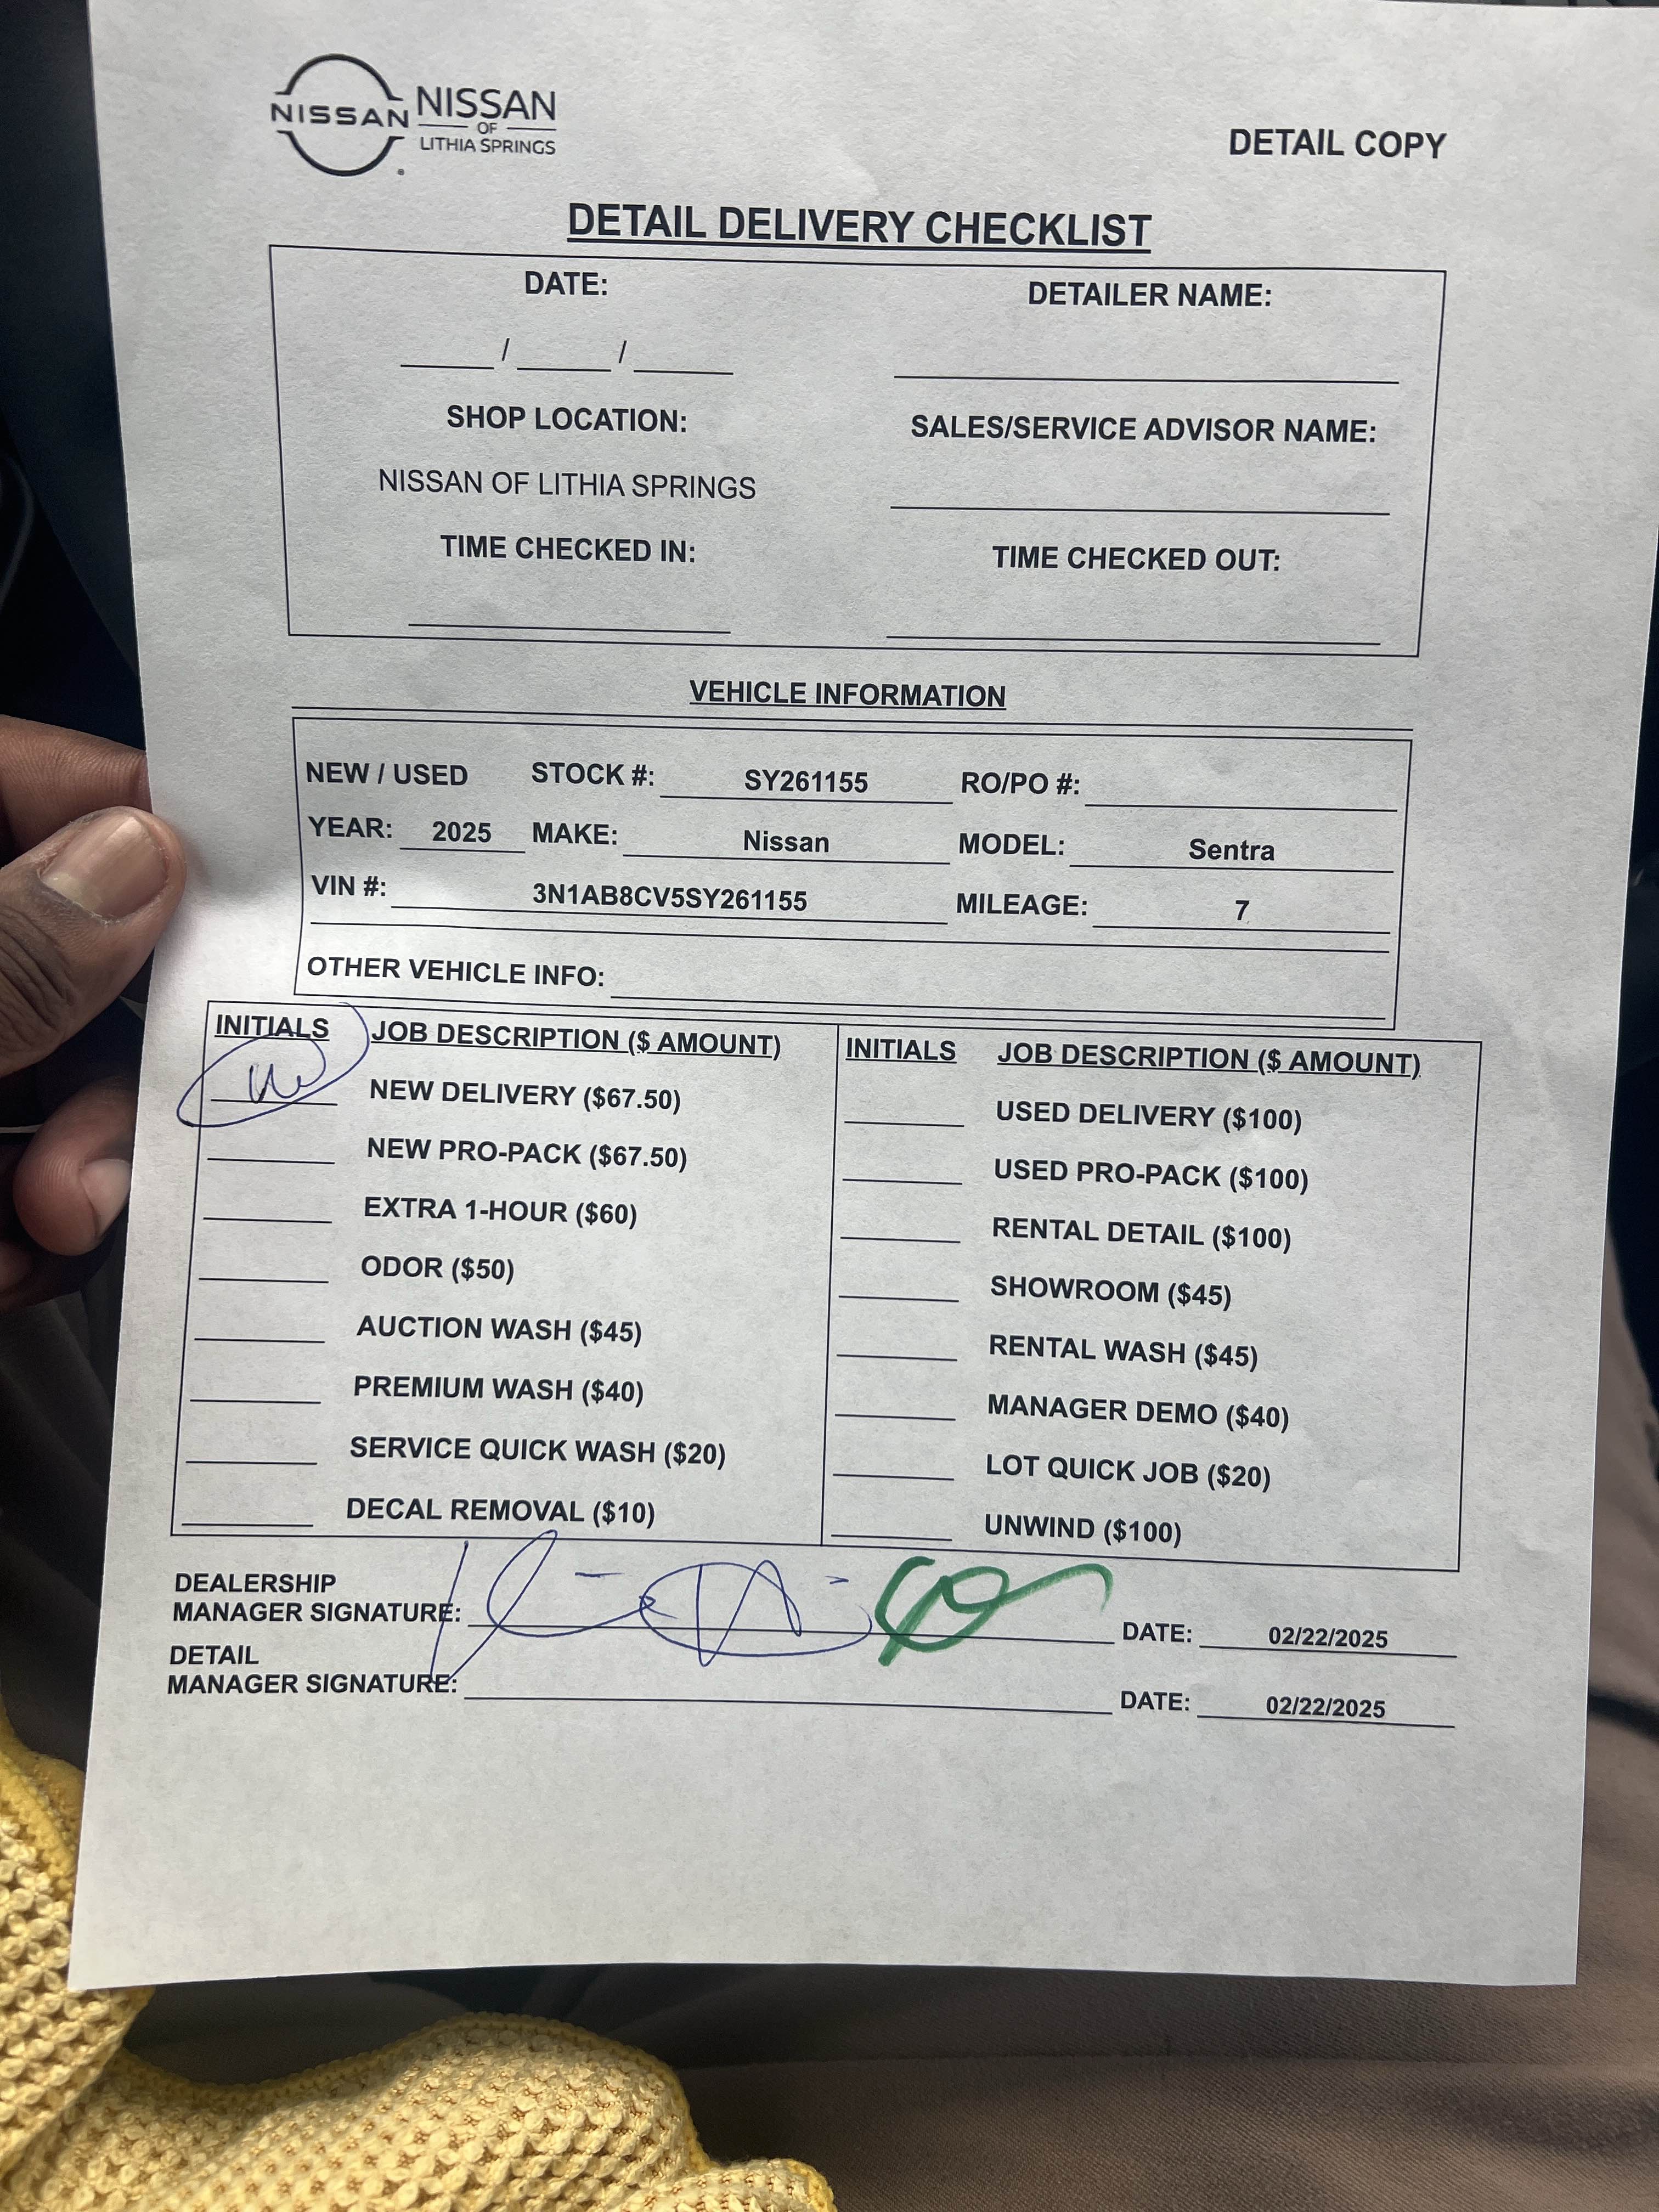 NISSAN NISSAN
OF
LITHIA SPRINGS
DETAIL COPY
DETAIL DELIVERY CHECKLIST
DATE: DETAILER NAME:
/ /
SHOP LOCATION: SALES/SERVICE ADVISOR NAME:
NISSAN OF LITHIA SPRINGS
TIME CHECKED IN: TIME CHECKED OUT:
VEHICLE INFORMATION
NEW / USED STOCK #: SY261155 RO/PO #:
YEAR: 2025 MAKE: Nissan MODEL: Sentra
VIN #: 3N1AB8CV5SY261155 MILEAGE: 7
OTHER VEHICLE INFO:
INITIALS JOB DESCRIPTION ($ AMOUNT)
NEW DELIVERY ($67.50)
NEW PRO-PACK ($67.50)
EXTRA 1-HOUR ($60)
ODOR ($50)
AUCTION WASH ($45)
PREMIUM WASH ($40)
SERVICE QUICK WASH ($20)
DECAL REMOVAL ($10)
INITIALS JOB DESCRIPTION ($ AMOUNT)
USED DELIVERY ($100)
USED PRO-PACK ($100)
RENTAL DETAIL ($100)
SHOWROOM ($45)
RENTAL WASH ($45)
MANAGER DEMO ($40)
LOT QUICK JOB ($20)
UNWIND ($100)
DEALERSHIP
MANAGER SIGNATURE: DATE: 02/22/2025
DETAIL
MANAGER SIGNATURE: DATE: 02/22/2025